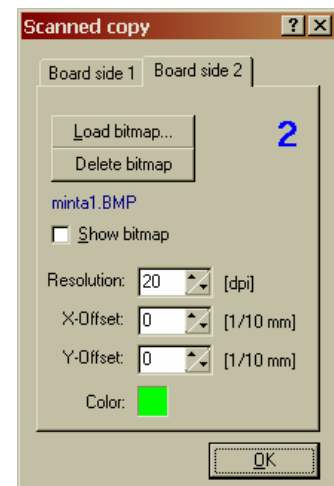 Scanned copy ? ×
Board side 1 Board side 2
Load bitmap... 2
Delete bitmap
minta1.BMP
Show bitmap
Resolution: 20 [dpi]
X-Offset: 0 [1/10 mm]
Y-Offset: 0 [1/10 mm]
Color:
OK